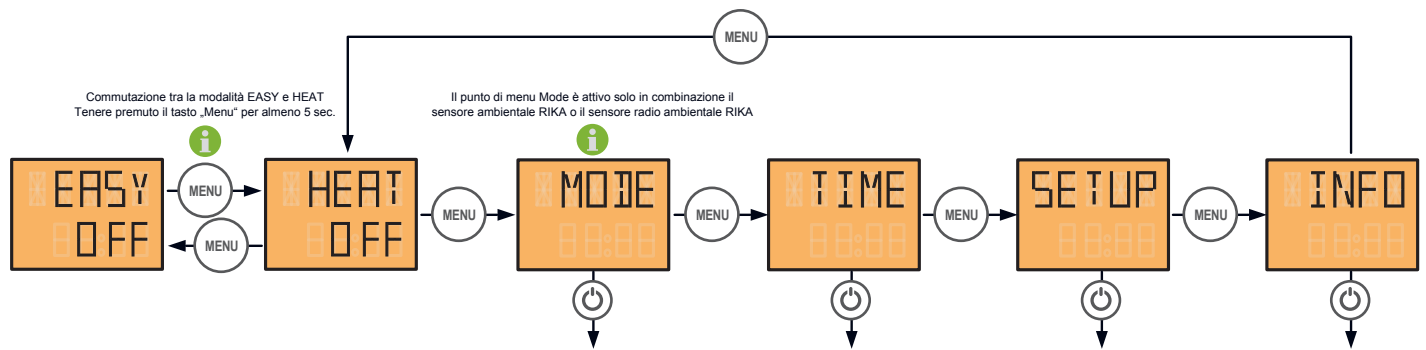 MENU
Commutazione tra la modalità EASY e HEAT
Tenere premuto il tasto „Menu“ per almeno 5 sec.
Il punto di menu Mode è attivo solo in combinazione il
sensore ambientale RIKA o il sensore radio ambientale RIKA
i
i
EASY
OFF
MENU
MENU
HEAT
OFF
MENU
MODE
MENU
TIME
MENU
SETUP
MENU
INFO